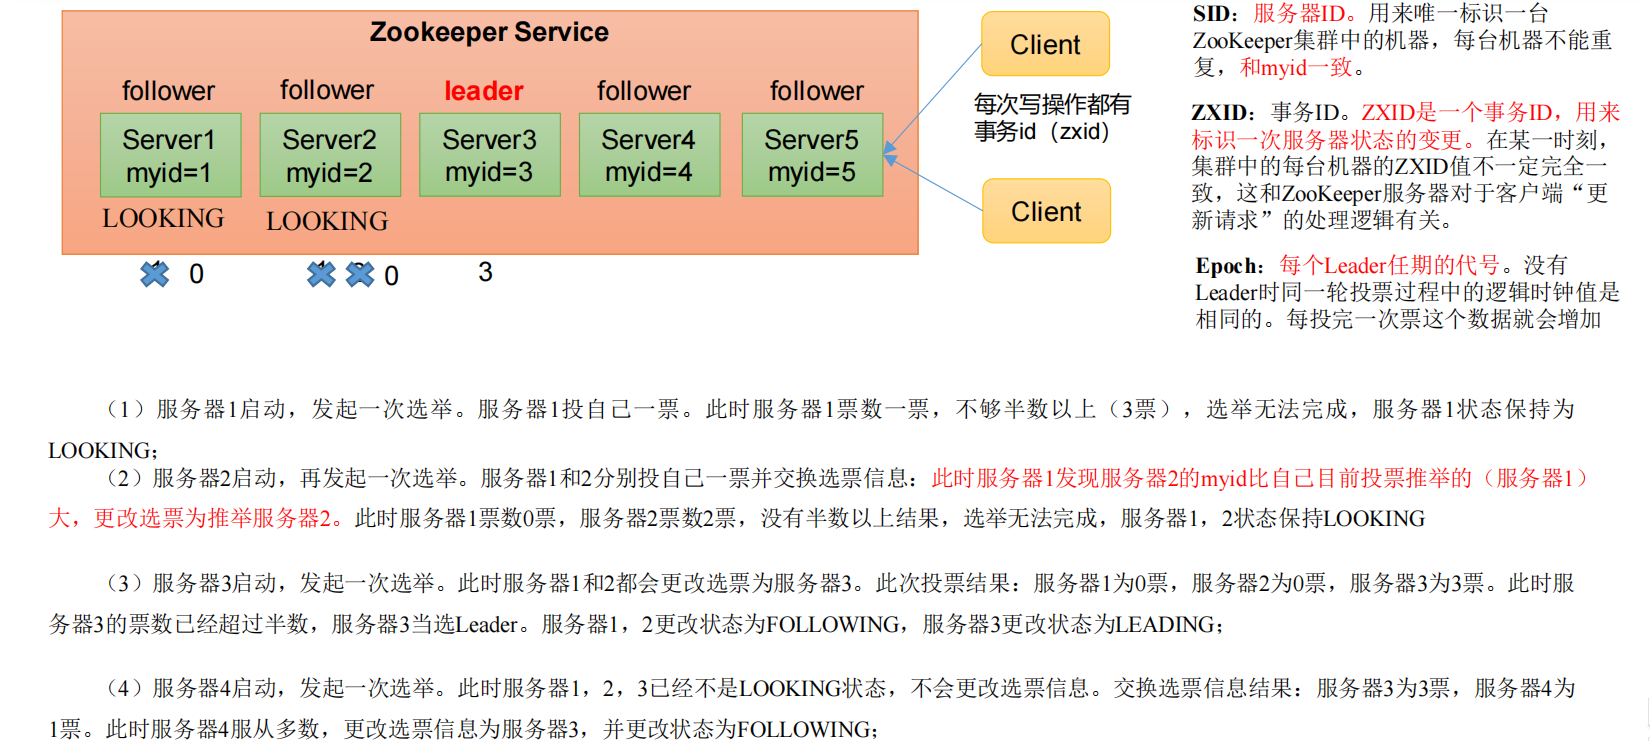 Zookeeper Service
follower
follower
leader
follower
follower
Server1
myid=1
Server2
myid=2
Server3
myid=3
Server4
myid=4
Server5
myid=5
LOOKING
LOOKING
0
0
3
Client
每次写操作都有
事务id（zxid）
Client
SID：服务器ID。用来唯一标识一台
ZooKeeper集群中的机器，每台机器不能重
复，和myid一致。
ZXID：事务ID。ZXID是一个事务ID，用来
标识一次服务器状态的变更。在某一时刻，
集群中的每台机器的ZXID值不一定完全一
致，这和ZooKeeper服务器对于客户端“更
新请求”的处理逻辑有关。
Epoch：每个Leader任期的代号。没有
Leader时同一轮投票过程中的逻辑时钟值是
相同的。每投完一次票这个数据就会增加
（1）服务器1启动，发起一次选举。服务器1投自己一票。此时服务器1票数一票，不够半数以上（3票），选举无法完成，服务器1状态保持为
LOOKING；
（2）服务器2启动，再发起一次选举。服务器1和2分别投自己一票并交换选票信息：此时服务器1发现服务器2的myid比自己目前投票推举的（服务器1）
大，更改选票为推举服务器2。此时服务器1票数0票，服务器2票数2票，没有半数以上结果，选举无法完成，服务器1，2状态保持LOOKING
（3）服务器3启动，发起一次选举。此时服务器1和2都会更改选票为服务器3。此次投票结果：服务器1为0票，服务器2为0票，服务器3为3票。此时服
务器3的票数已经超过半数，服务器3当选Leader。服务器1，2更改状态为FOLLOWING，服务器3更改状态为LEADING；
（4）服务器4启动，发起一次选举。此时服务器1，2，3已经不是LOOKING状态，不会更改选票信息。交换选票信息结果：服务器3为3票，服务器4为
1票。此时服务器4服从多数，更改选票信息为服务器3，并更改状态为FOLLOWING；